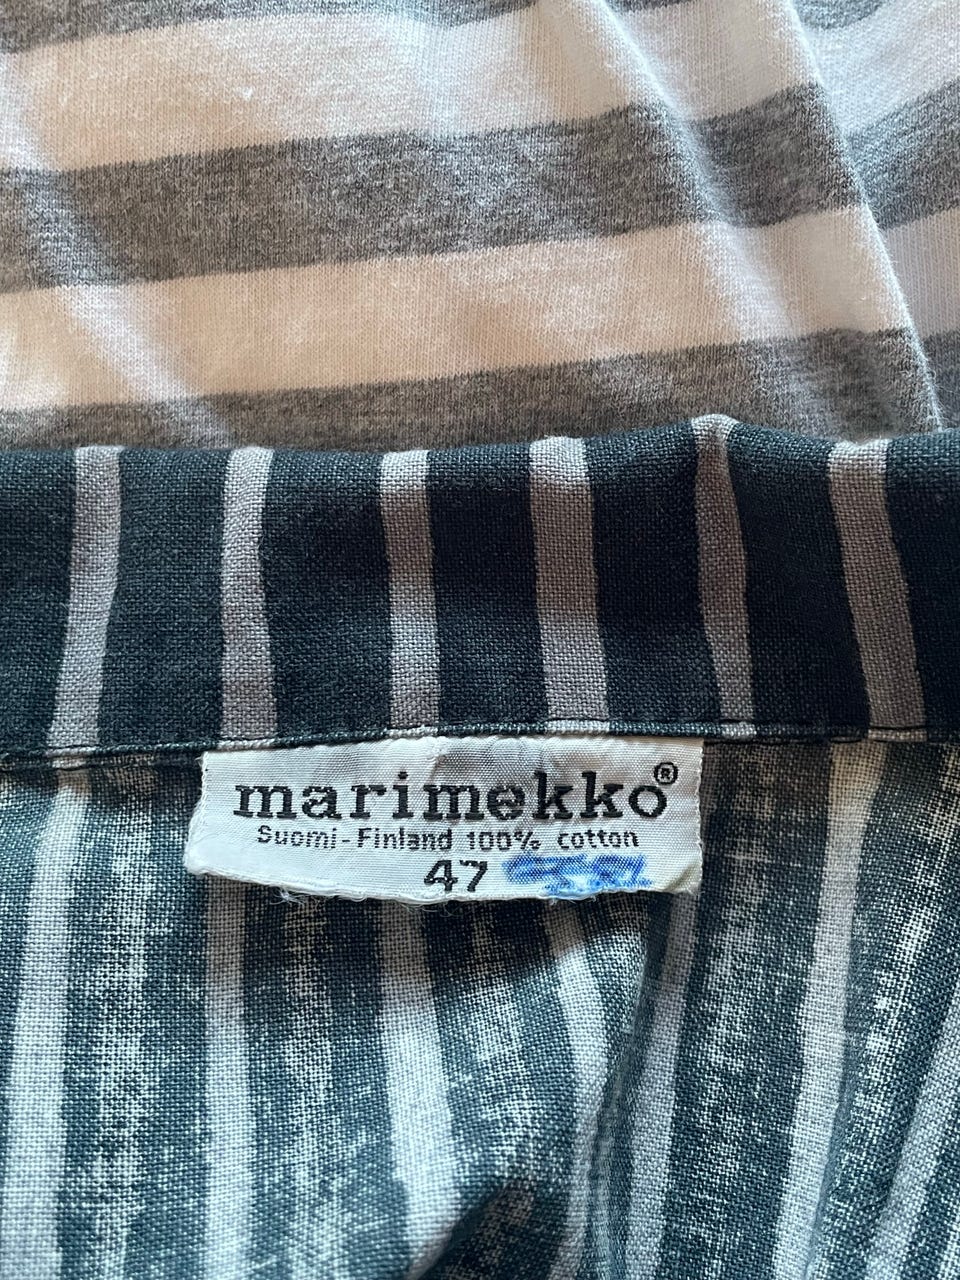 marimekko®
Suomi-Finland 100% cotton
47